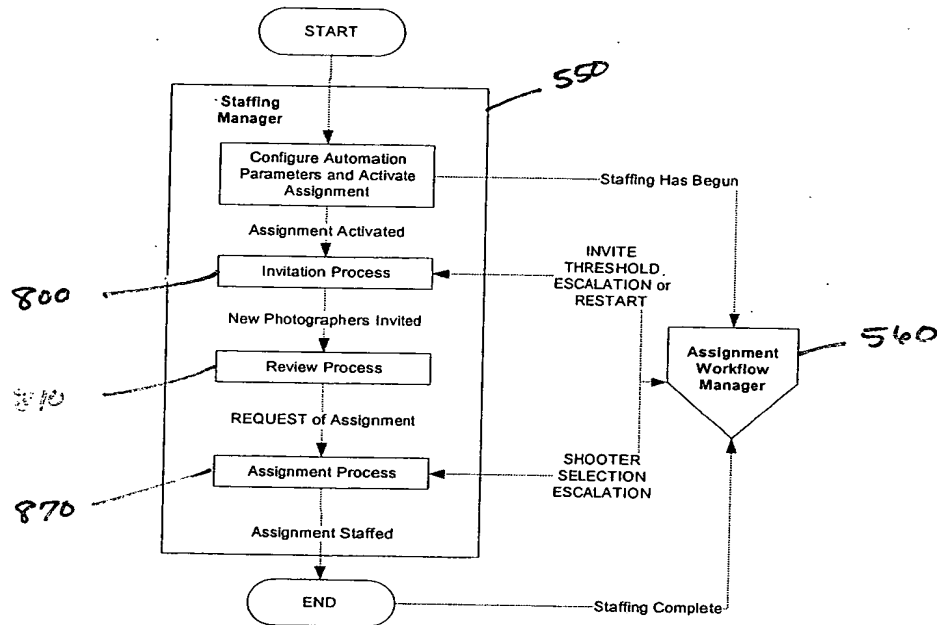 START
550
Staffing
Manager
Configure Automation
Parameters and Activate
Assignment
Staffing Has Begun
Assignment Activated
INVITE
THRESHOLD
ESCALATION or
RESTART
800
Invitation Process
New Photographers Invited
Assignment
Workflow
Manager
560
Review Process
REQUEST of Assignment
870
Assignment Process
SHOOTER
SELECTION
ESCALATION
Assignment Staffed
END
Staffing Complete